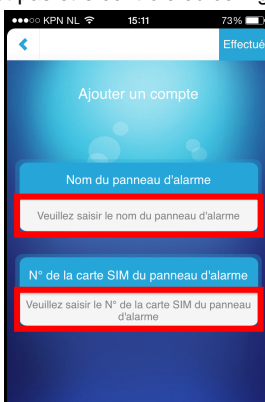 KPN NL 15:11 73%
Effectué
Ajouter un compte
Nom du panneau d'alarme
Veuillez saisir le nom du panneau d'alarme
N° de la carte SIM du panneau d'alarme
Veuillez saisir le N° de la carte SIM du panneau
d'alarme